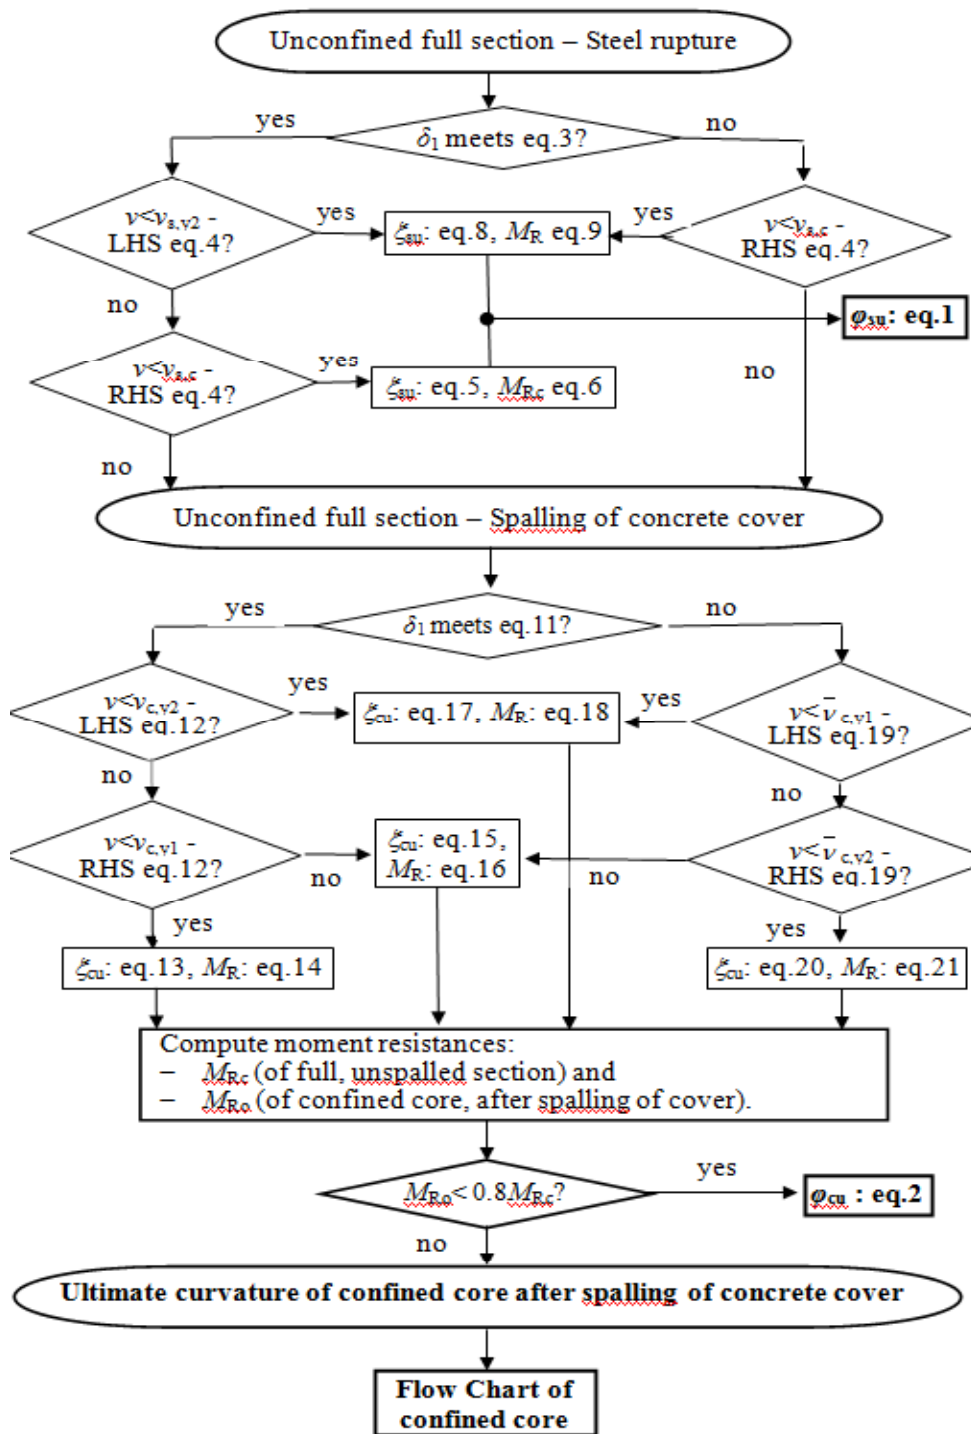 Unconfined full section – Steel rupture
yes
no
δ1 meets eq.3?
ν<νs,y2 -
LHS eq.4?
yes
ξsu: eq.8, MR eq.9
yes
ν<νs,c -
RHS eq.4?
no
φsu: eq.1
ν<νs,c -
RHS eq.4?
yes
ξsu: eq.5, MRc eq.6
no
no
Unconfined full section – Spalling of concrete cover
yes
no
δ1 meets eq.11?
ν<νc,y2 -
LHS eq.12?
yes
ξcu: eq.17, MR: eq.18
yes
ν<ν̄c,y1 -
LHS eq.19?
no
no
ν<νc,y1 -
RHS eq.12?
no
ξcu: eq.15,
MR: eq.16
no
ν<ν̄c,y2 -
RHS eq.19?
yes
yes
ξcu: eq.13, MR: eq.14
ξcu: eq.20, MR: eq.21
Compute moment resistances:
– MRc (of full, unspalled section) and
– MRo (of confined core, after spalling of cover).
MRo< 0.8MRc?
yes
φcu : eq.2
no
Ultimate curvature of confined core after spalling of concrete cover
Flow Chart of
confined core